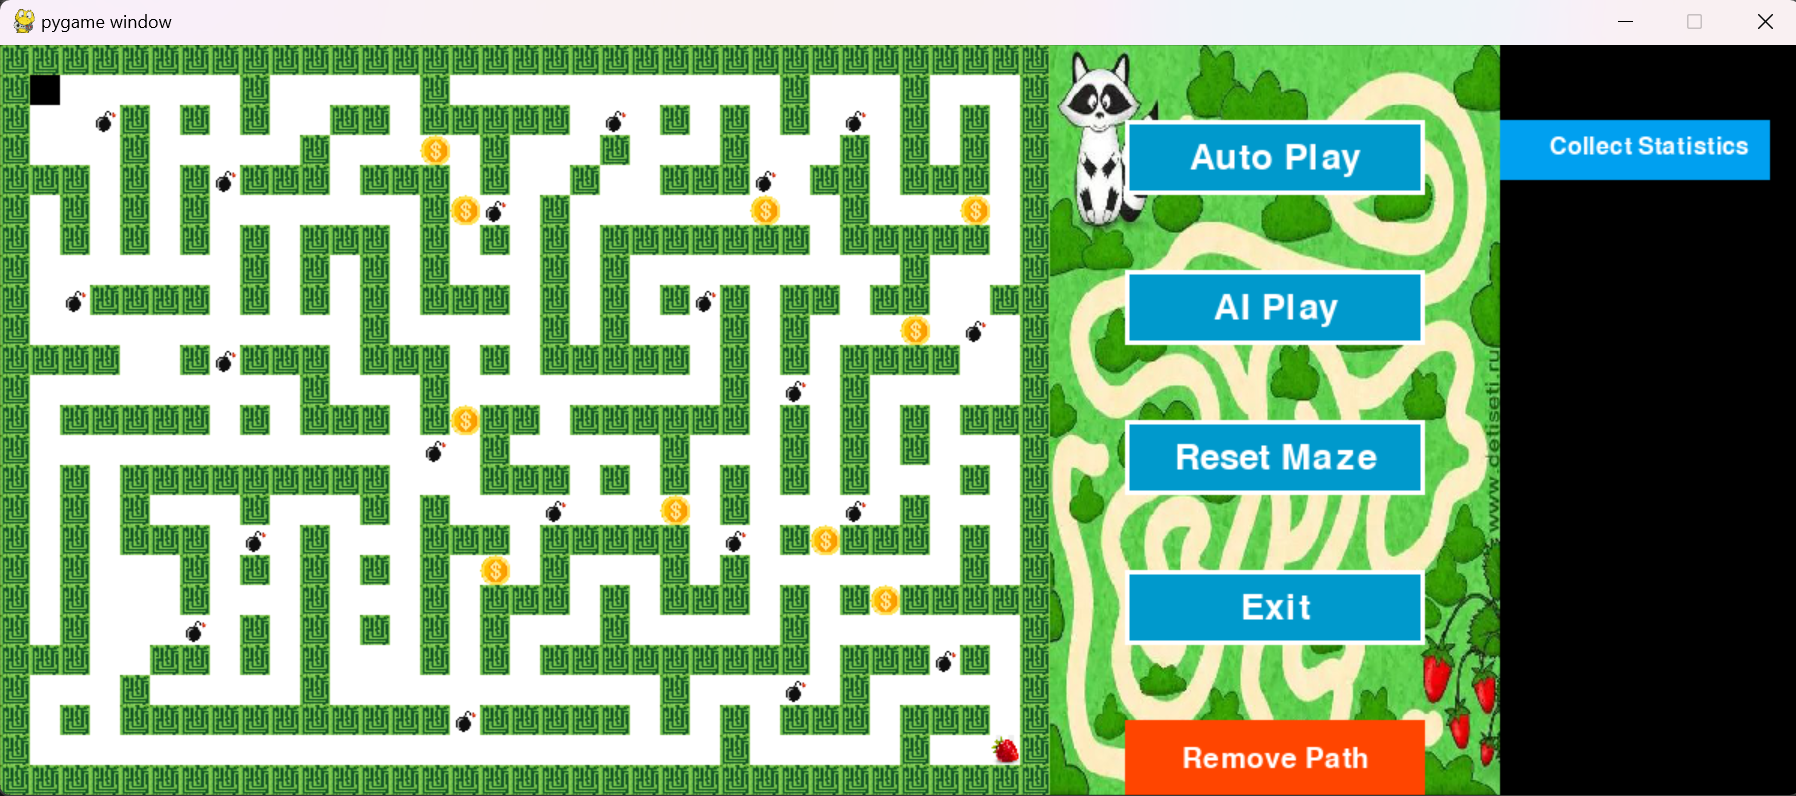 pygame window
Auto Play
Collect Statistics
AI Play
Reset Maze
www.detiseti.ru
Exit
Remove Path